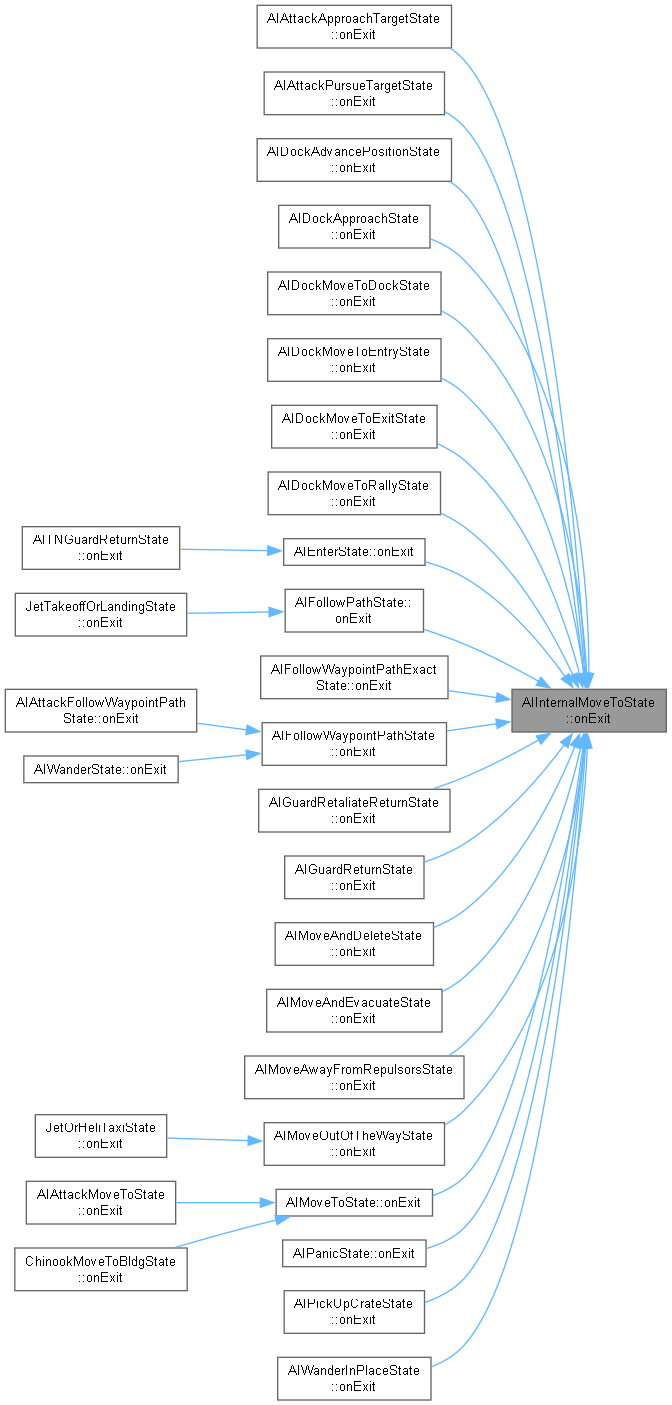 AIAttackApproachTargetState
::onExit
AIAttackPursueTargetState
::onExit
AIDockAdvancePositionState
::onExit
AIDockApproachState
::onExit
AIDockMoveToDockState
::onExit
AIDockMoveToEntryState
::onExit
AIDockMoveToExitState
::onExit
AIDockMoveToRallyState
::onExit
AITNGuardReturnState
::onExit
AIEnterState::onExit
JetTakeoffOrLandingState
::onExit
AIFollowPathState::
onExit
AIFollowWaypointPathExact
State::onExit
AIInternalMoveToState
::onExit
AIAttackFollowWaypointPath
State::onExit
AIFollowWaypointPathState
::onExit
AIWanderState::onExit
AIGuardRetaliateReturnState
::onExit
AIGuardReturnState
::onExit
AIMoveAndDeleteState
::onExit
AIMoveAndEvacuateState
::onExit
AIMoveAwayFromRepulsorsState
::onExit
JetOrHeliTaxiState
::onExit
AIMoveOutOfTheWayState
::onExit
AIAttackMoveToState
::onExit
AIMoveToState::onExit
ChinookMoveToBldgState
::onExit
AIPanicState::onExit
AIPickUpCrateState
::onExit
AIWanderInPlaceState
::onExit